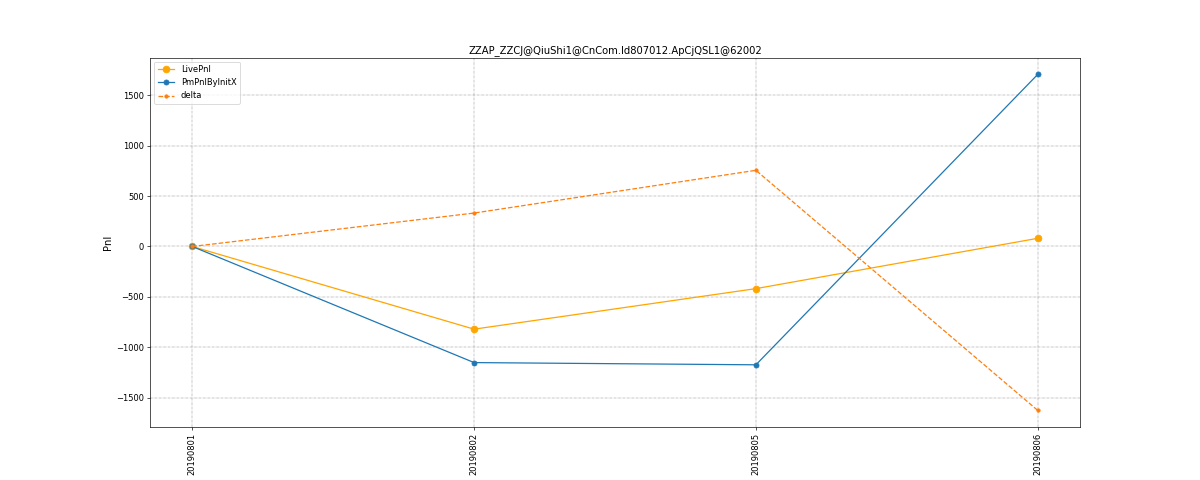 ZZAP_ZZCJ@QiuShi1@CnCom.Id807012.ApCjQSL1@62002
LivePnl
PmPnlByInitX
delta
1500
1000
500
0
−500
−1000
−1500
Pnl
20190801
20190802
20190805
20190806